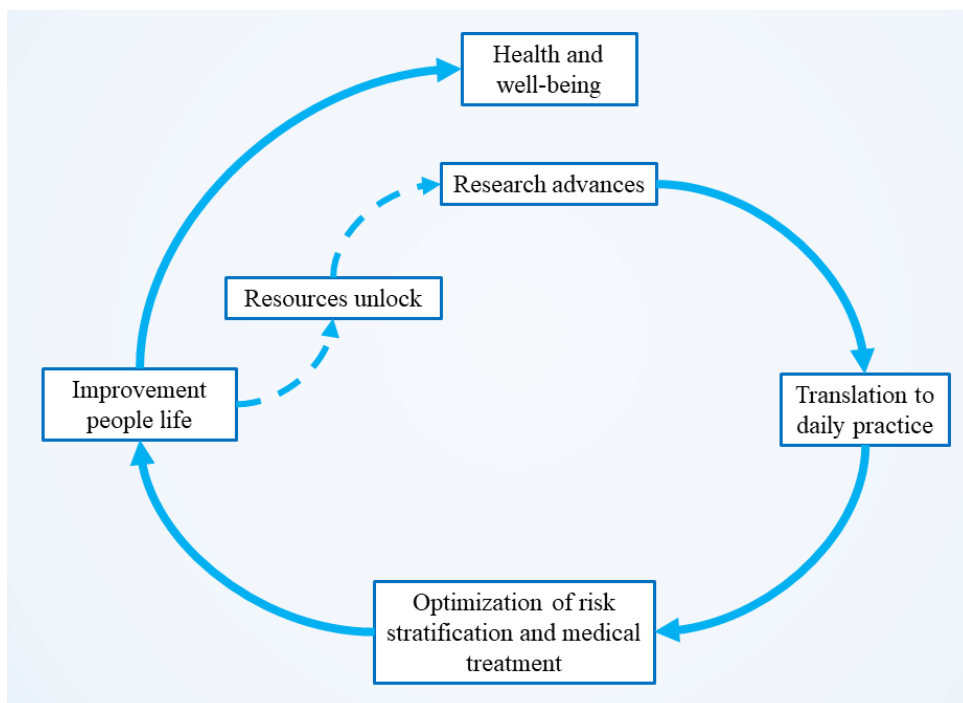 Health and
well-being
Research advances
Resources unlock
Improvement
people life
Translation to
daily practice
Optimization of risk
stratification and medical
treatment